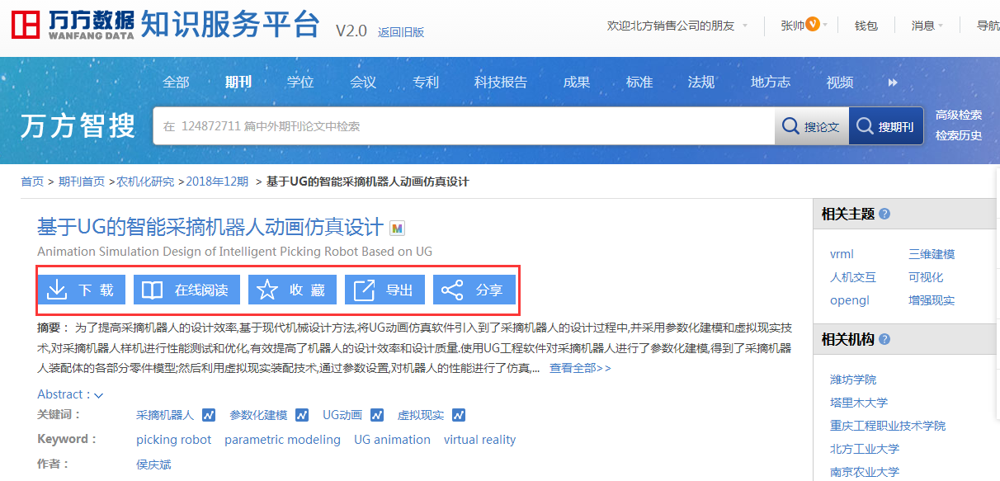 万方数据 知识服务平台 V2.0 返回旧版 欢迎北方销售公司的朋友 张帅 V 钱包 消息 导航
WANFANG DATA
全部 期刊 学位 会议 专利 科技报告 成果 标准 法规 地方志 视频
万方智搜 在 124872711 篇中外期刊论文中检索 搜论文 搜期刊 高级检索
检索历史
首页 > 期刊首页 >农机化研究 >2018年12期 > 基于UG的智能采摘机器人动画仿真设计
基于UG的智能采摘机器人动画仿真设计 M
Animation Simulation Design of Intelligent Picking Robot Based on UG
下 载 在线阅读 收 藏 导出 分享
摘要： 为了提高采摘机器人的设计效率,基于现代机械设计方法,将UG动画仿真软件引入到了采摘机器人的设计过程中,并采用参数化建模和虚拟现实技
术,对采摘机器人样机进行性能测试和优化,有效提高了机器人的设计效率和设计质量.使用UG工程软件对采摘机器人进行了参数化建模,得到了采摘机器
人装配体的各部分零件模型;然后利用虚拟现实装配技术,通过参数设置,对机器人的性能进行了仿真,... 查看全部>>
Abstract：
关键词： 采摘机器人 参数化建模 UG动画 虚拟现实
Keyword： picking robot parametric modeling UG animation virtual reality
作者： 侯庆斌
相关主题 ?
vrml 三维建模
人机交互 可视化
opengl 增强现实
相关机构 ?
潍坊学院
塔里木大学
重庆工程职业技术学院
北方工业大学
南京农业大学